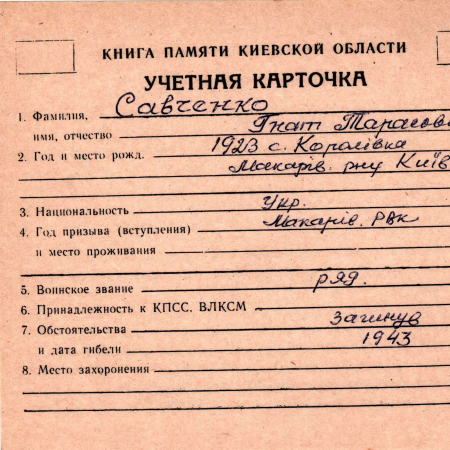 КНИГА ПАМЯТИ КИЕВСКОЙ ОБЛАСТИ
УЧЕТНАЯ КАРТОЧКА
1. Фамилия, Савченко
имя, отчество Гнат Тарасов
2. Год и место рожд. 1923 с. Королівка
Макарів. р-ну Київ
3. Национальность Укр.
4. Год призыва (вступления) Макарів. РВК
и место проживания
5. Воинское звание ряд.
6. Принадлежность к КПСС, ВЛКСМ
7. Обстоятельства загинув
и дата гибели 1943
8. Место захоронения